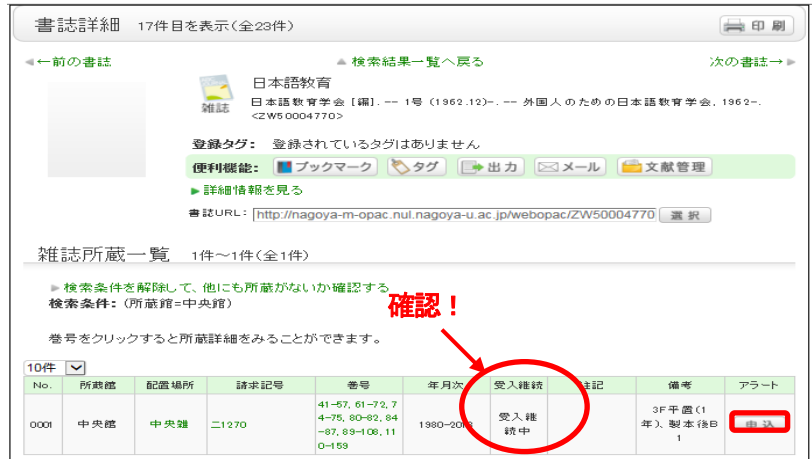 書誌詳細 17件目を表示(全23件)
印刷
←前の書誌 検索結果一覧へ戻る 次の書誌→
日本語教育
雑誌
日本語教育学会 [編]. -- 1号 (1962.12)-. -- 外国人のための日本語教育学会, 1962-.
<ZW50004770>
登録タグ: 登録されているタグはありません
便利機能: ブックマーク タグ 出力 メール 文献管理
詳細情報を見る
書誌URL: http://nagoya-m-opac.nul.nagoya-u.ac.jp/webopac/ZW50004770 選択
雑誌所蔵一覧 1件~1件(全1件)
検索条件を解除して、他にも所蔵がないか確認する
検索条件: (所蔵館=中央館)
確認!
巻号をクリックすると所蔵詳細をみることができます。
10件
No. 所蔵館 配置場所 請求記号 巻号 年月次 受入継続 注記 備考 アラート
0001 中央館 中央雑 ニ1270
41-57, 61-72, 7
4-75, 80-82, 84
-87, 89-108, 11
0-159
受入継
続中
3F平置(1
年)、製本後B
1
申込